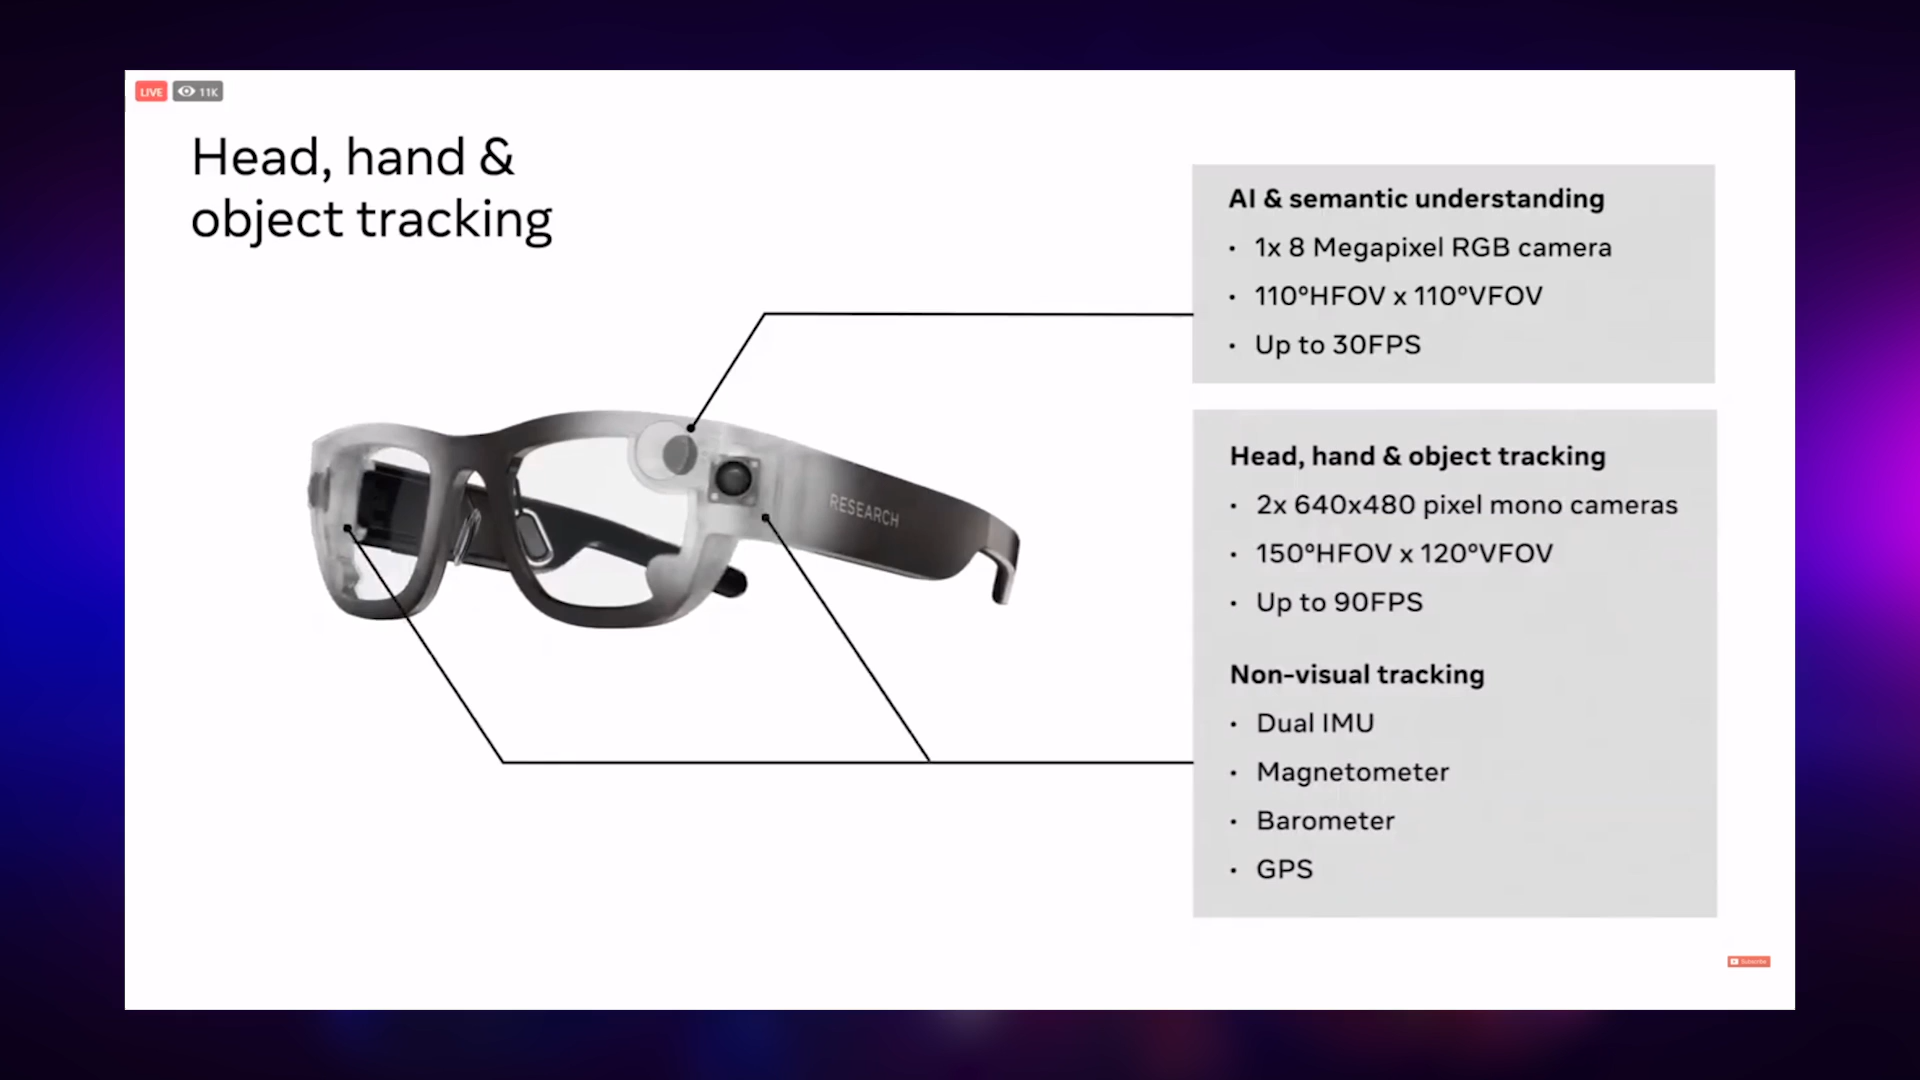 LIVE
11K
Head, hand &
object tracking
AI & semantic understanding
• 1x 8 Megapixel RGB camera
• 110°HFOV x 110°VFOV
• Up to 30FPS
RESEARCH
Head, hand & object tracking
• 2x 640x480 pixel mono cameras
• 150°HFOV x 120°VFOV
• Up to 90FPS
Non-visual tracking
• Dual IMU
• Magnetometer
• Barometer
• GPS
Subscribe